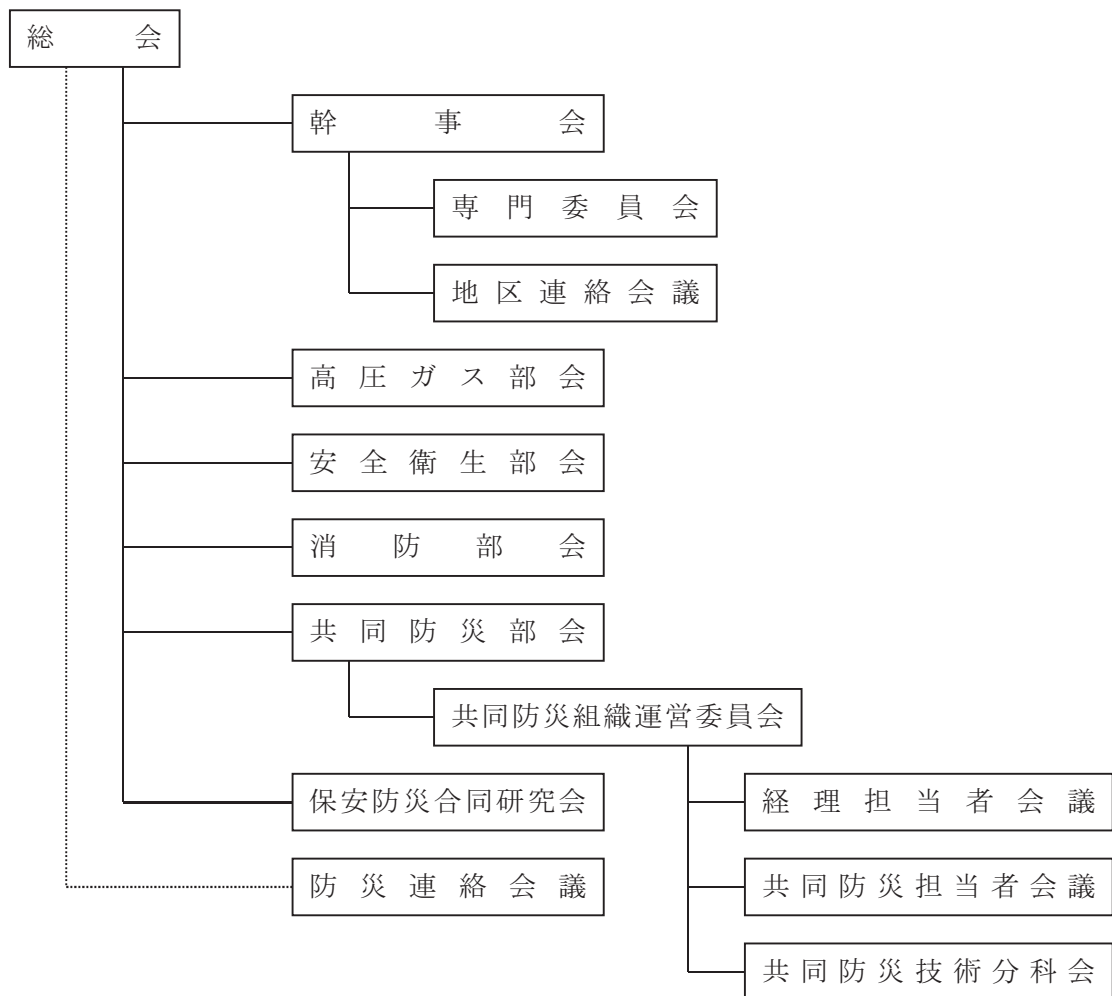 総会
幹事会
専門委員会
地区連絡会議
高圧ガス部会
安全衛生部会
消防部会
共同防災部会
共同防災組織運営委員会
保安防災合同研究会
経理担当者会議
防災連絡会議
共同防災担当者会議
共同防災技術分科会